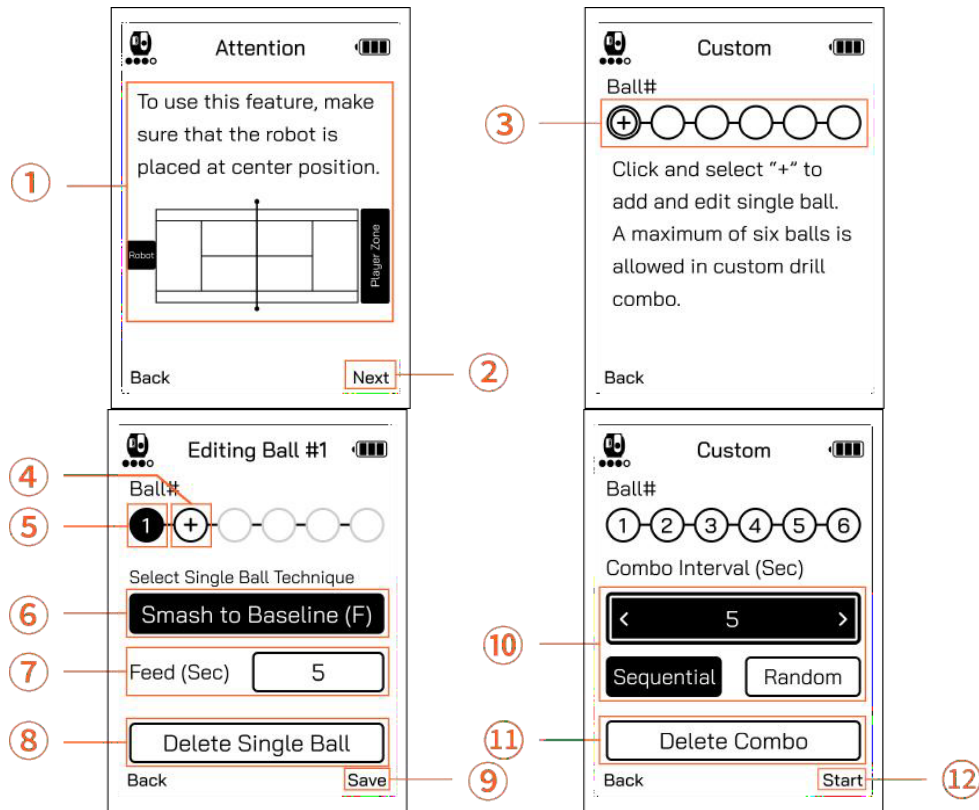 Attention
To use this feature, make
sure that the robot is
placed at center position.
Robot
Player Zone
Back
Next
①
②
Custom
Ball#
+
Click and select “+” to
add and edit single ball.
A maximum of six balls is
allowed in custom drill
combo.
Back
③
Editing Ball #1
Ball#
1 +
Select Single Ball Technique
Smash to Baseline (F)
Feed (Sec) 5
Delete Single Ball
Back
Save
④
⑤
⑥
⑦
⑧
⑨
Custom
Ball#
1 2 3 4 5 6
Combo Interval (Sec)
< 5 >
Sequential Random
Delete Combo
Back
Start
⑩
⑪
⑫